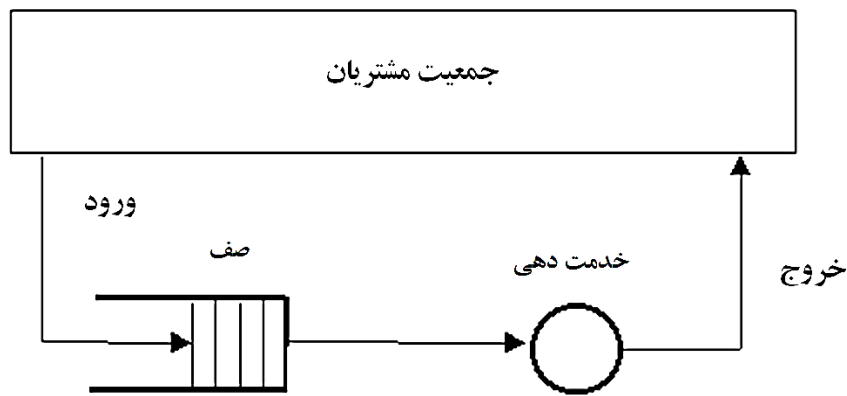 جمعیت مشتریان
ورود
صف
خدمت دهی
خروج